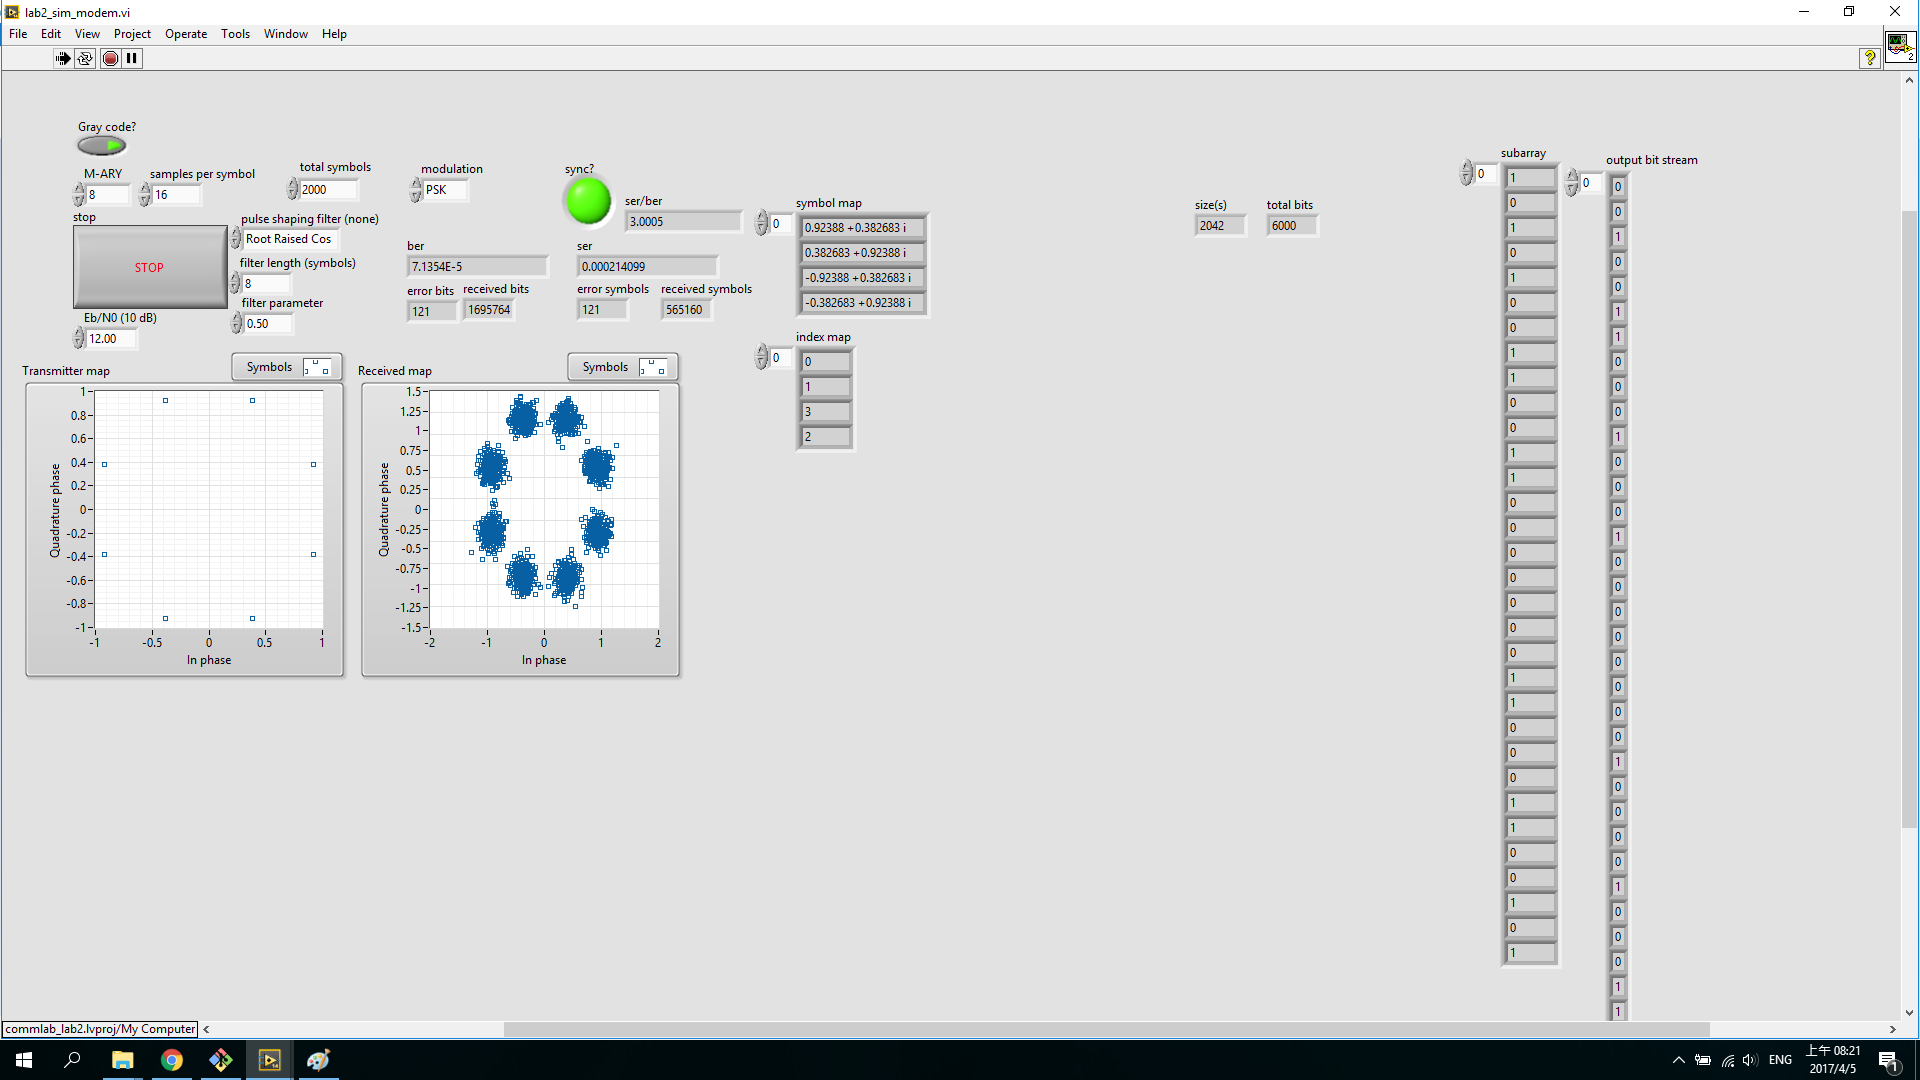 lab2_sim_modem.vi
File Edit View Project Operate Tools Window Help
?
2
Gray code?
M-ARY
8
samples per symbol
16
total symbols
2000
modulation
PSK
sync?
ser/ber
3.0005
stop
STOP
pulse shaping filter (none)
Root Raised Cos
filter length (symbols)
8
filter parameter
0.50
Eb/N0 (10 dB)
12.00
ber
7.1354E-5
ser
0.000214099
error bits
121
received bits
1695764
error symbols
121
received symbols
565160
symbol map
0
0.92388 +0.382683 i
0.382683 +0.92388 i
-0.92388 +0.382683 i
-0.382683 +0.92388 i
index map
0
0
1
3
2
size(s)
2042
total bits
6000
Transmitter map
Symbols
Quadrature phase
1
0.8
0.6
0.4
0.2
0
-0.2
-0.4
-0.6
-0.8
-1
-1 -0.5 0 0.5 1
In phase
Received map
Symbols
Quadrature phase
1.5
1.25
1
0.75
0.5
0.25
0
-0.25
-0.5
-0.75
-1
-1.25
-1.5
-2 -1 0 1 2
In phase
subarray
0
1
0
1
0
1
0
0
1
1
0
0
1
1
0
0
0
0
0
0
0
1
1
0
0
0
1
1
0
0
1
0
1
output bit stream
0
0
0
1
0
0
1
1
0
0
0
1
0
0
0
1
0
0
0
0
0
0
0
0
1
0
0
0
0
1
0
0
0
1
1
commlab_lab2.lvproj/My Computer
ENG
上午 08:21
2017/4/5
1